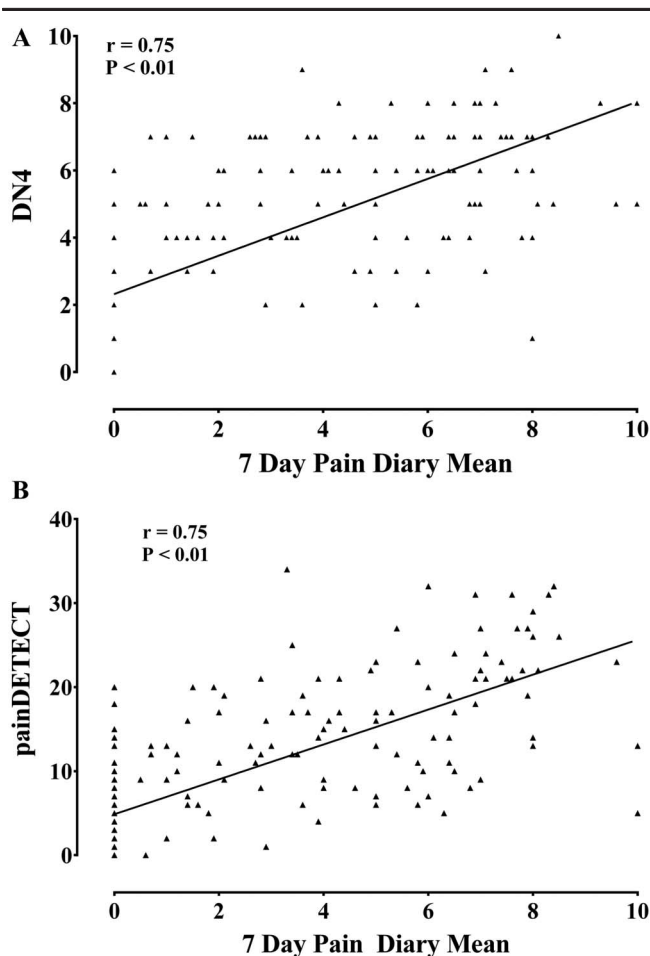 A
r = 0.75
P < 0.01
DN4
10
8
6
4
2
0
0 2 4 6 8 10
7 Day Pain Diary Mean
B
r = 0.75
P < 0.01
painDETECT
40
30
20
10
0
0 2 4 6 8 10
7 Day Pain Diary Mean